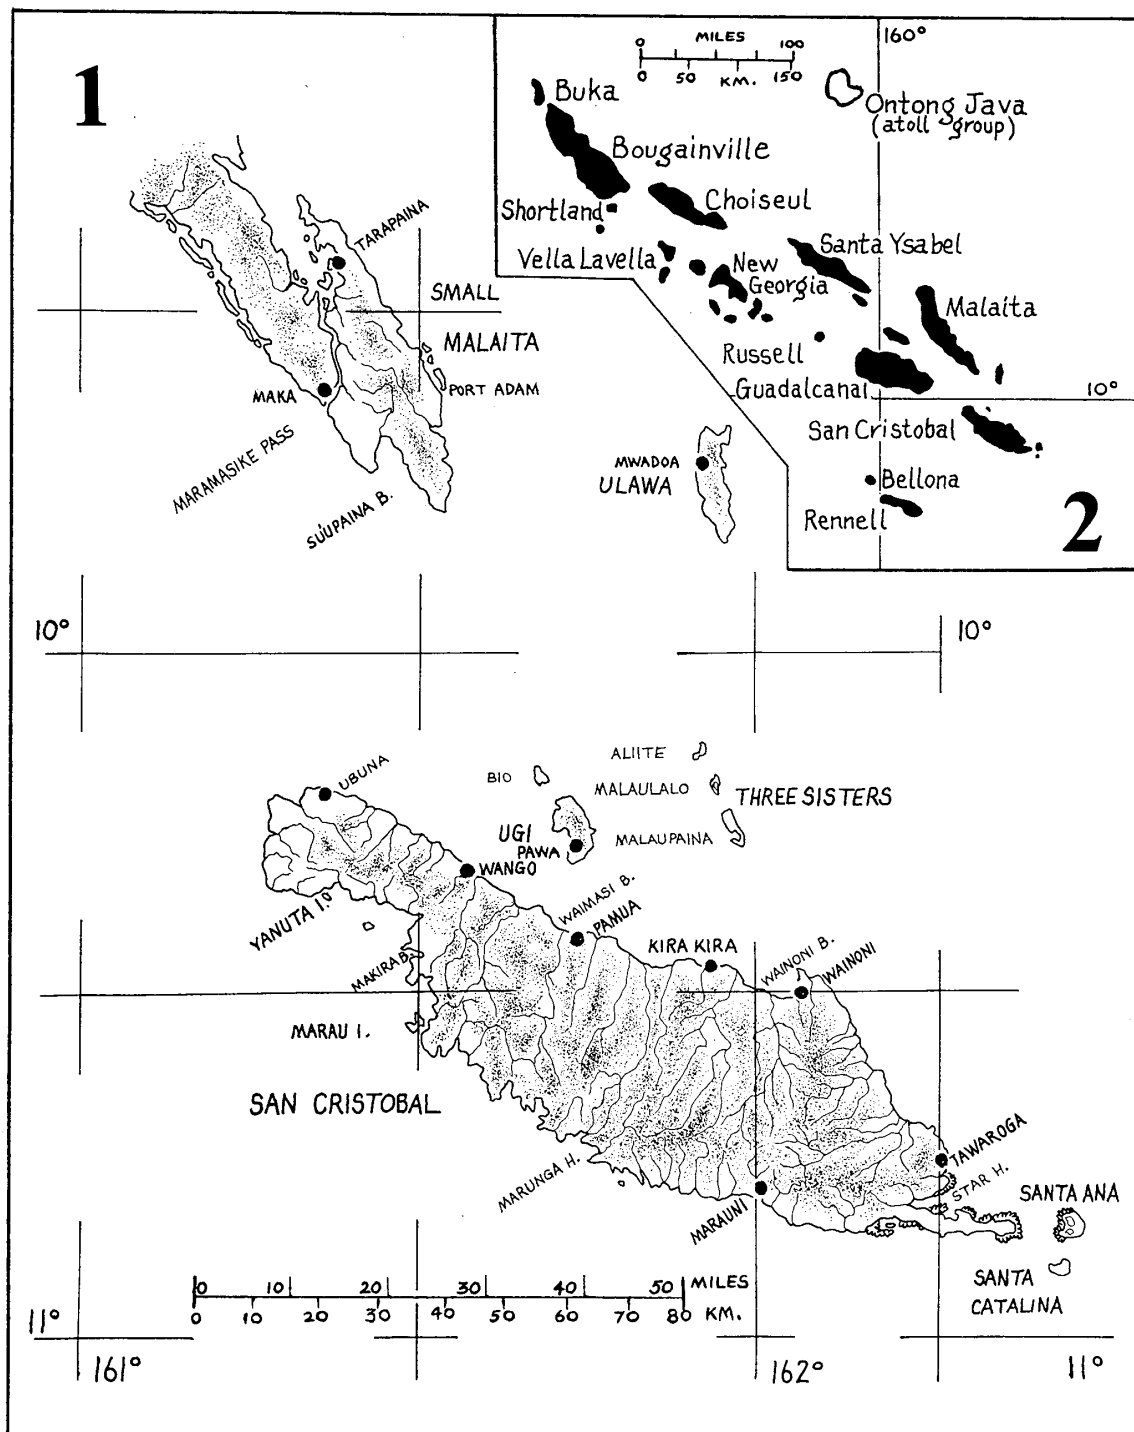 1
MILES
0 100
0 50 150
KM.
160°
Buka
Ontong Java
(atoll group)
Bougainville
Shortland
Choiseul
Vella Lavella
New
Georgia
Santa Ysabel
Malaita
Russell
Guadalcanal
10°
San Cristobal
Bellona
Rennell
2
TARAPAINA
SMALL
MALAITA
MAKA
PORT ADAM
MARAMASIKE PASS
SU'UPAINA B.
MWADOA
ULAWA
10°
10°
UBUNA
BIO
ALIITE
MALAULALO
THREE SISTERS
MALAUPAINA
UGI
PAWA
WANGO
YANUTA I.
WAIMASI B.
PAMUA
KIRA KIRA
WAINONI B.
WAINONI
MAKIRA B.
MARAU I.
SAN CRISTOBAL
MARUNGA H.
MARAUNI
TAWAROGA
STAR H.
SANTA ANA
SANTA
CATALINA
0 10 20 30 40 50 MILES
0 10 20 30 40 50 60 70 80 KM.
11°
161°
162°
11°